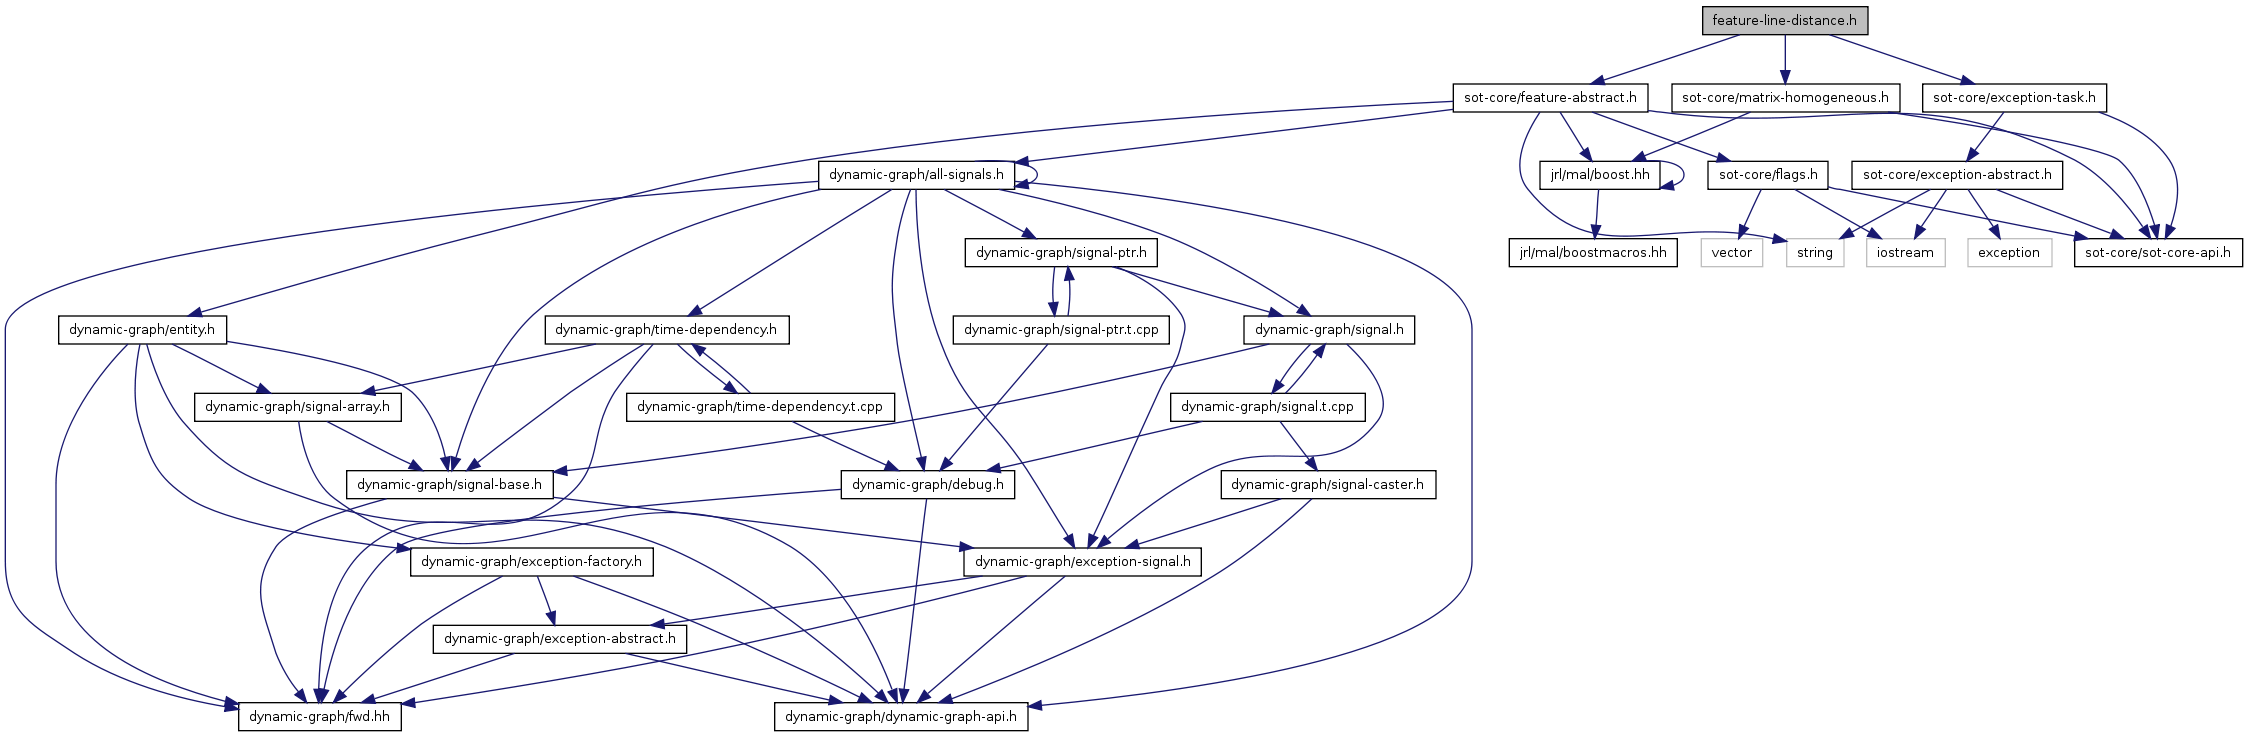 feature-line-distance.h
sot-core/feature-abstract.h
sot-core/matrix-homogeneous.h
sot-core/exception-task.h
dynamic-graph/all-signals.h
jrl/mal/boost.hh
sot-core/flags.h
sot-core/exception-abstract.h
dynamic-graph/signal-ptr.h
jrl/mal/boostmacros.hh
vector
string
iostream
exception
sot-core/sot-core-api.h
dynamic-graph/entity.h
dynamic-graph/time-dependency.h
dynamic-graph/signal-ptr.t.cpp
dynamic-graph/signal.h
dynamic-graph/signal-array.h
dynamic-graph/time-dependency.t.cpp
dynamic-graph/signal.t.cpp
dynamic-graph/signal-base.h
dynamic-graph/debug.h
dynamic-graph/signal-caster.h
dynamic-graph/exception-factory.h
dynamic-graph/exception-signal.h
dynamic-graph/exception-abstract.h
dynamic-graph/fwd.hh
dynamic-graph/dynamic-graph-api.h